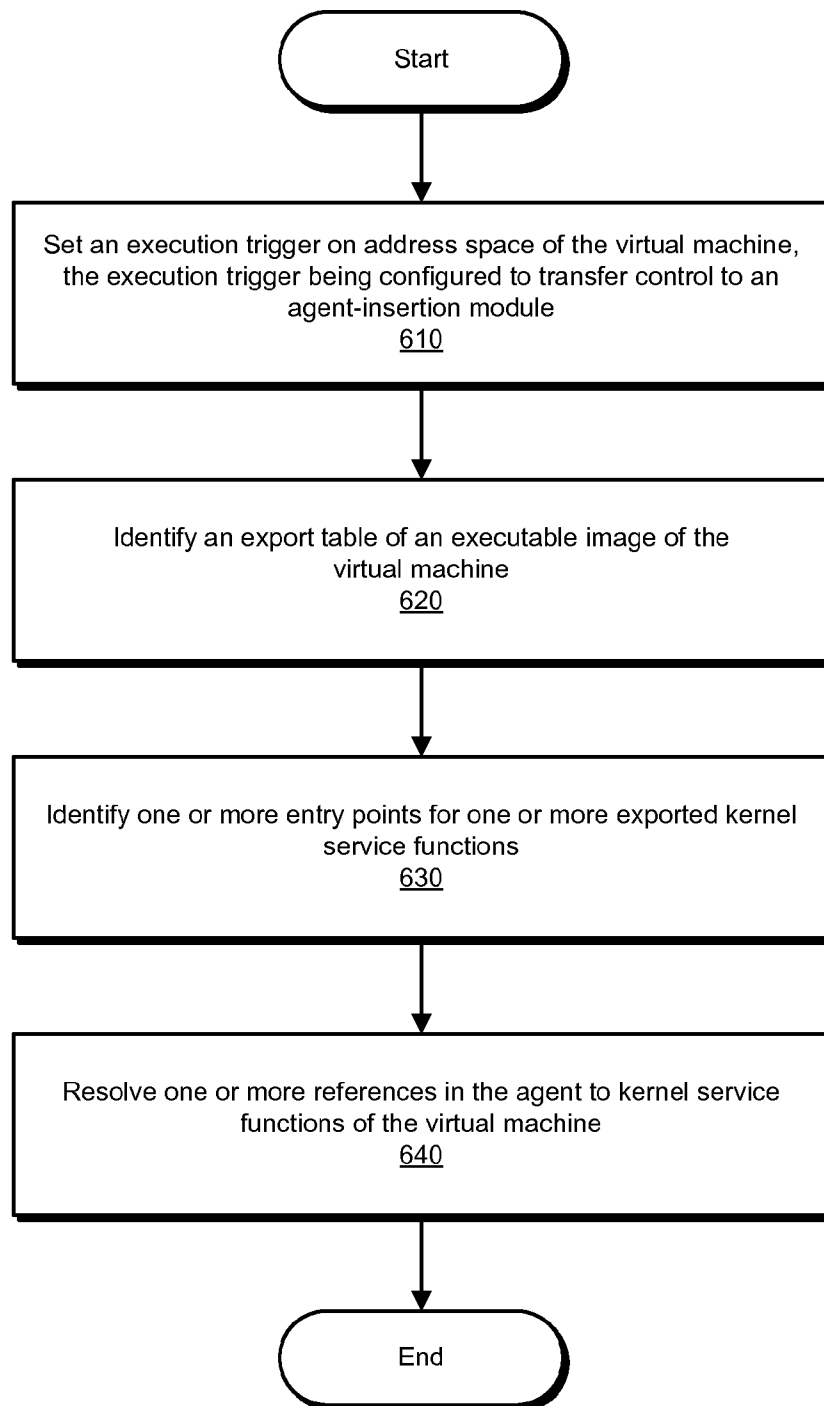 Start
Set an execution trigger on address space of the virtual machine,
the execution trigger being configured to transfer control to an
agent-insertion module
610
Identify an export table of an executable image of the
virtual machine
620
Identify one or more entry points for one or more exported kernel
service functions
630
Resolve one or more references in the agent to kernel service
functions of the virtual machine
640
End